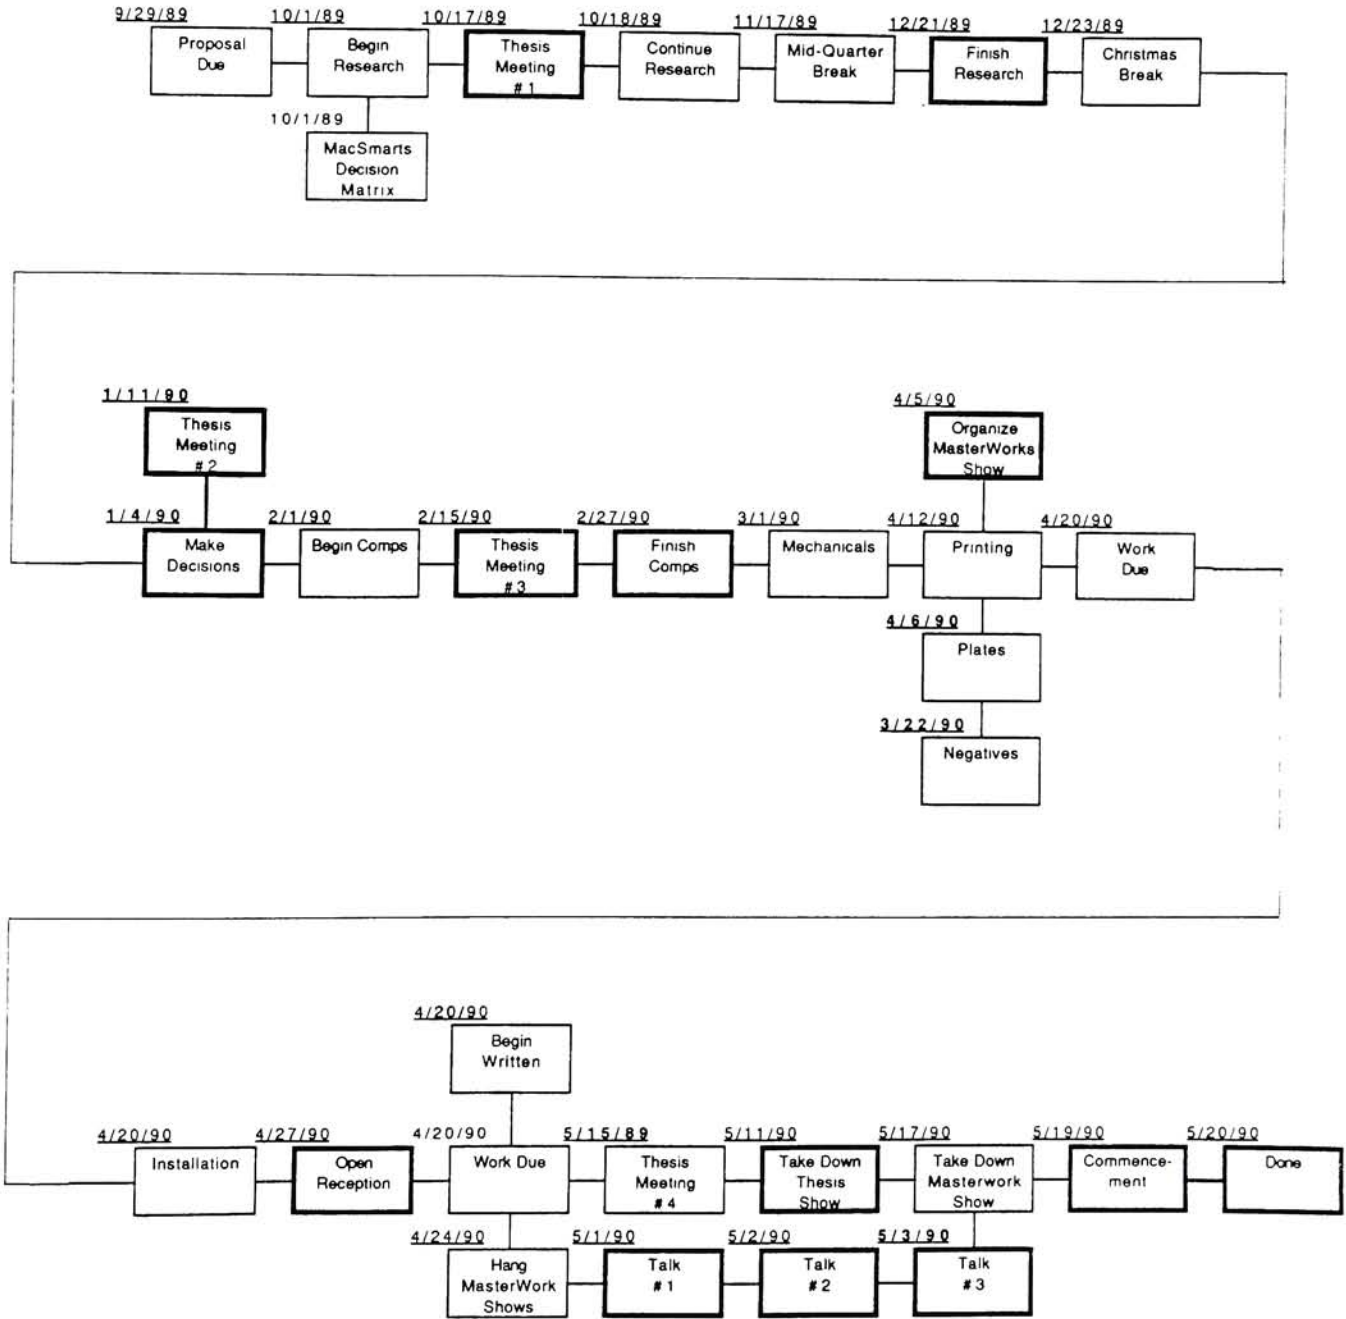 9/29/89
Proposal
Due
10/1/89
Begin
Research
10/17/89
Thesis
Meeting
#1
10/18/89
Continue
Research
11/17/89
Mid-Quarter
Break
12/21/89
Finish
Research
12/23/89
Christmas
Break
10/1/89
MacSmarts
Decision
Matrix
1/11/90
Thesis
Meeting
#2
4/5/90
Organize
MasterWorks
Show
1/4/90
Make
Decisions
2/1/90
Begin Comps
2/15/90
Thesis
Meeting
#3
2/27/90
Finish
Comps
3/1/90
Mechanicals
4/12/90
Printing
4/20/90
Work
Due
4/6/90
Plates
3/22/90
Negatives
4/20/90
Begin
Written
4/20/90
Installation
4/27/90
Open
Reception
4/20/90
Work Due
5/15/89
Thesis
Meeting
#4
5/11/90
Take Down
Thesis
Show
5/17/90
Take Down
Masterwork
Show
5/19/90
Commence-
ment
5/20/90
Done
4/24/90
Hang
MasterWork
Shows
5/1/90
Talk
#1
5/2/90
Talk
#2
5/3/90
Talk
#3